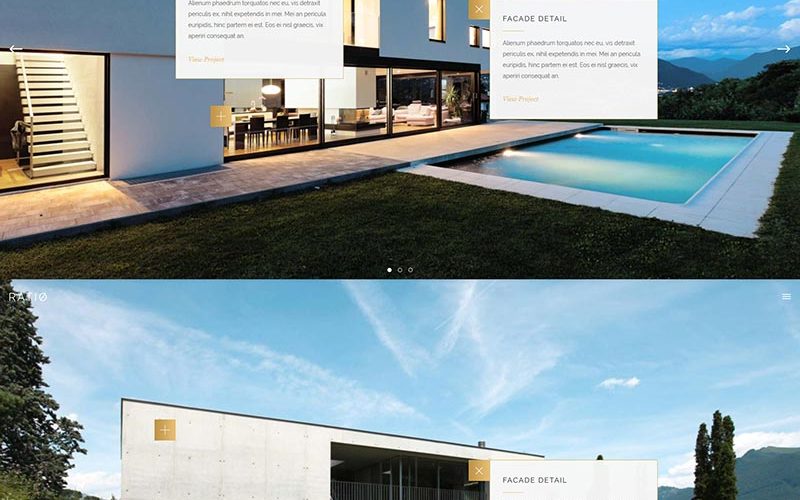 Alienum phaedrum torquatos nec eu, vis detraxit
periculis ex, nihil expetendis in mei. Mei an pericula
euripidis, hinc partem ei est. Eos ei nisl graecis, vix
aperiri consequat an.
View Project
FACADE DETAIL
Alienum phaedrum torquatos nec eu, vis detraxit
periculis ex, nihil expetendis in mei. Mei an pericula
euripidis, hinc partem ei est. Eos ei nisl graecis, vix
aperiri consequat an.
View Project
RATIO
FACADE DETAIL